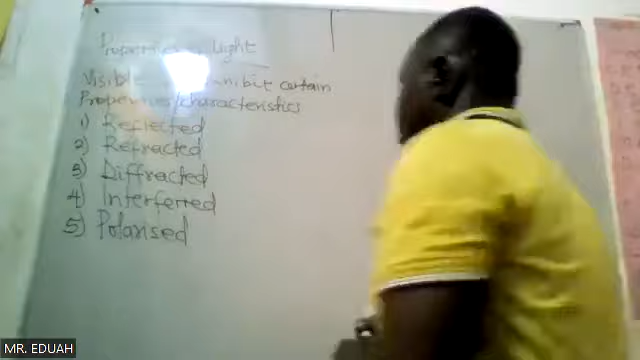 Properties Light
Visible exhibit certain
Properties/characteristics
1) Reflected
2) Refracted
3) Diffracted
4) Interferred
5) Polarised
MR. EDUAH